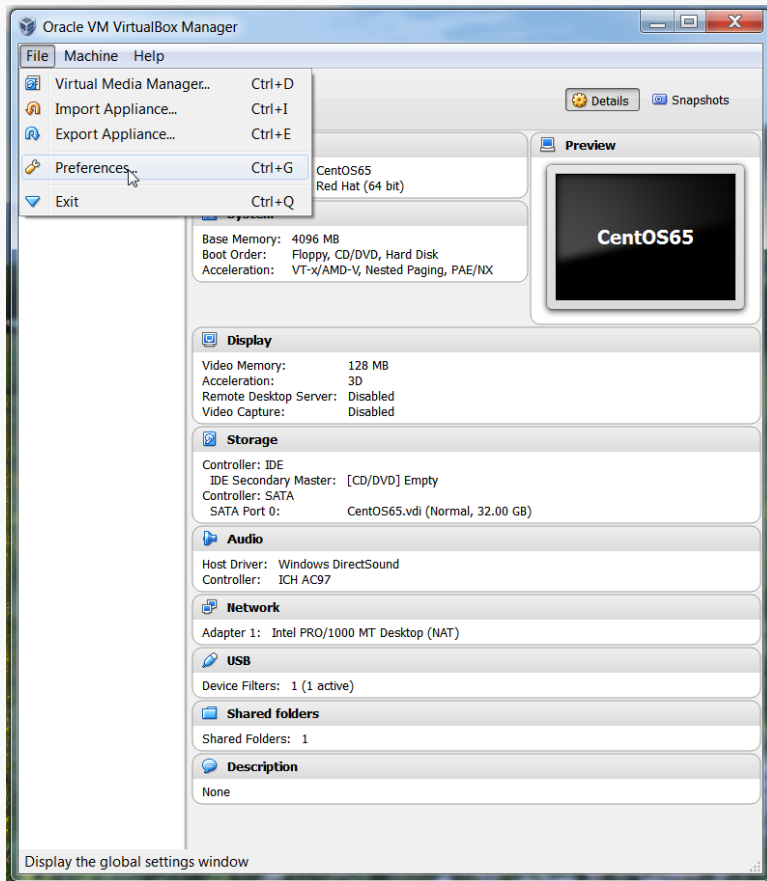 Oracle VM VirtualBox Manager
File Machine Help
Virtual Media Manager... Ctrl+D
Import Appliance... Ctrl+I
Export Appliance... Ctrl+E
Preferences... Ctrl+G
Exit Ctrl+Q
Details Snapshots
Preview
CentOS65
Red Hat (64 bit)
CentOS65
Base Memory: 4096 MB
Boot Order: Floppy, CD/DVD, Hard Disk
Acceleration: VT-x/AMD-V, Nested Paging, PAE/NX
Display
Video Memory: 128 MB
Acceleration: 3D
Remote Desktop Server: Disabled
Video Capture: Disabled
Storage
Controller: IDE
IDE Secondary Master: [CD/DVD] Empty
Controller: SATA
SATA Port 0: CentOS65.vdi (Normal, 32.00 GB)
Audio
Host Driver: Windows DirectSound
Controller: ICH AC97
Network
Adapter 1: Intel PRO/1000 MT Desktop (NAT)
USB
Device Filters: 1 (1 active)
Shared folders
Shared Folders: 1
Description
None
Display the global settings window